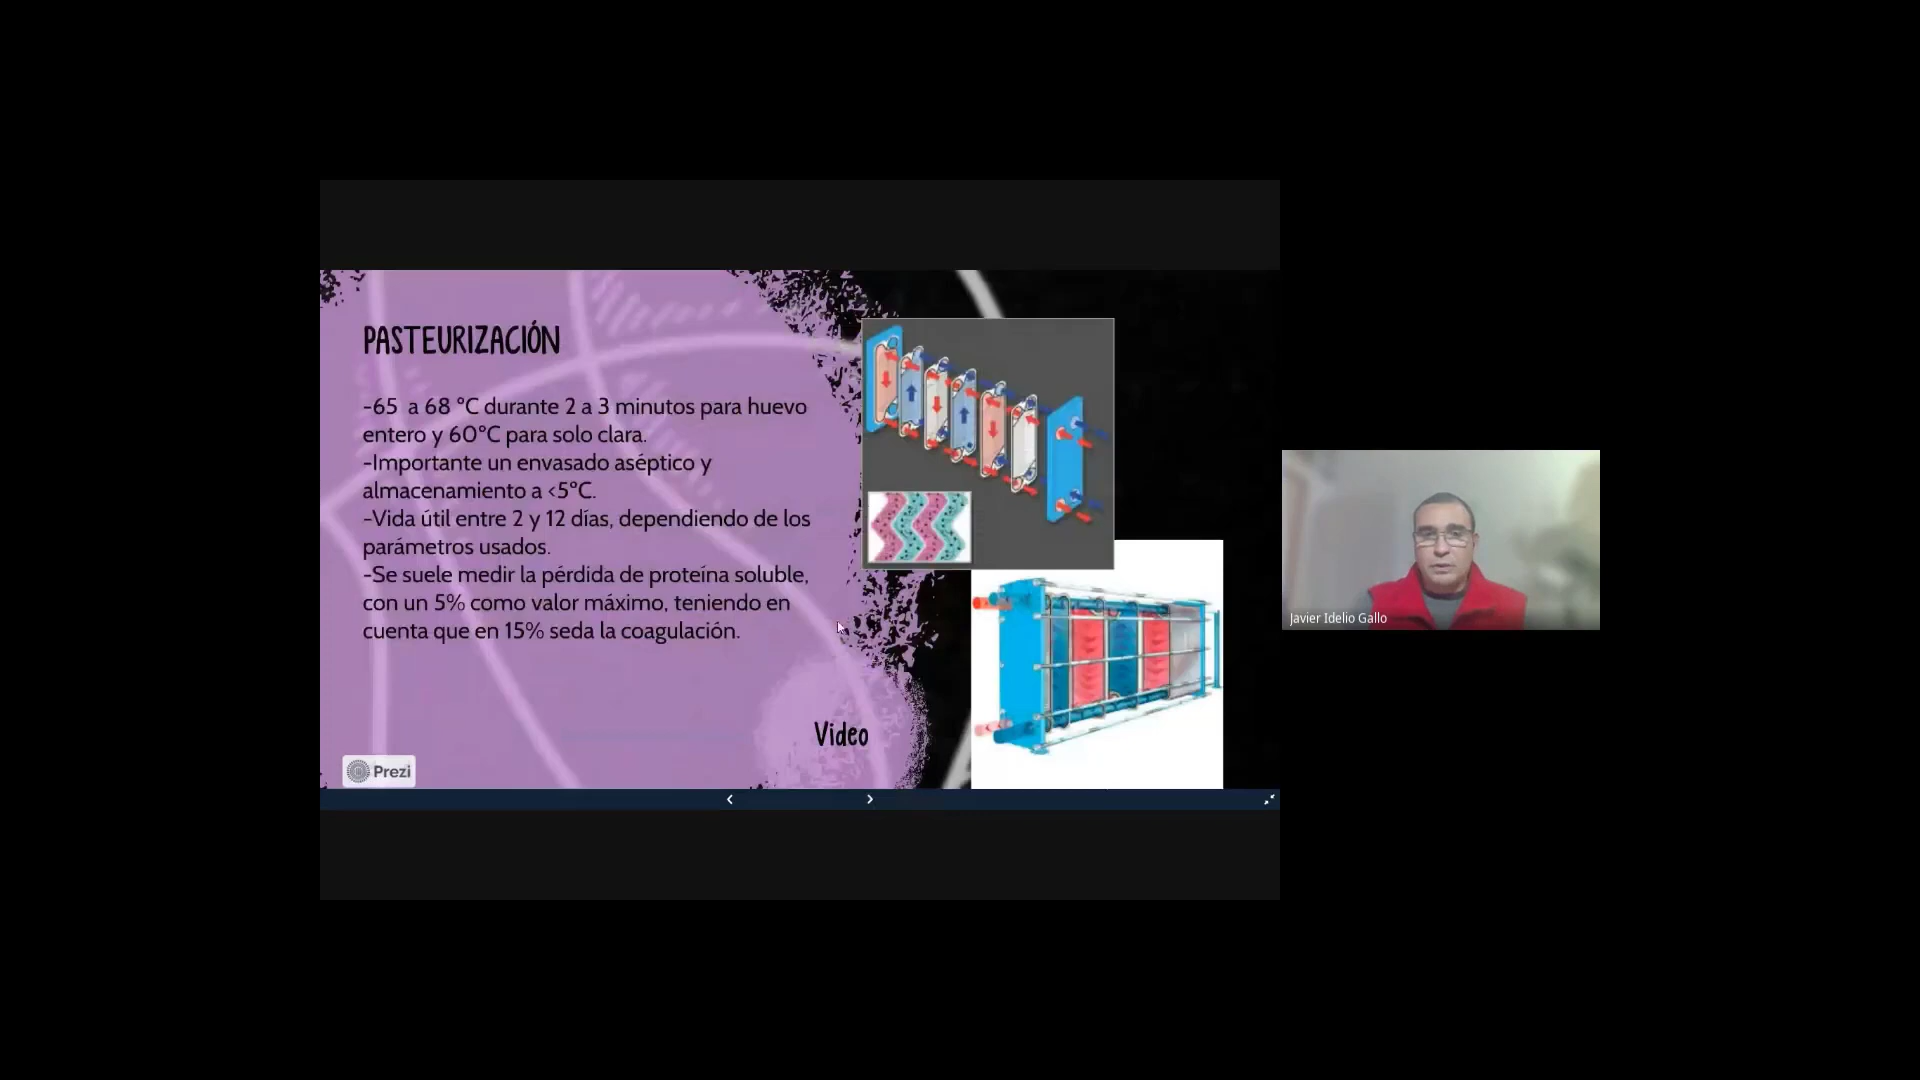 PASTEURIZACIÓN
-65 a 68 ºC durante 2 a 3 minutos para huevo
entero y 60ºC para solo clara.
-Importante un envasado aséptico y
almacenamiento a <5ºC.
-Vida útil entre 2 y 12 días, dependiendo de los
parámetros usados.
-Se suele medir la pérdida de proteína soluble,
con un 5% como valor máximo, teniendo en
cuenta que en 15% seda la coagulación.
Video
Prezi
Javier Idelio Gallo